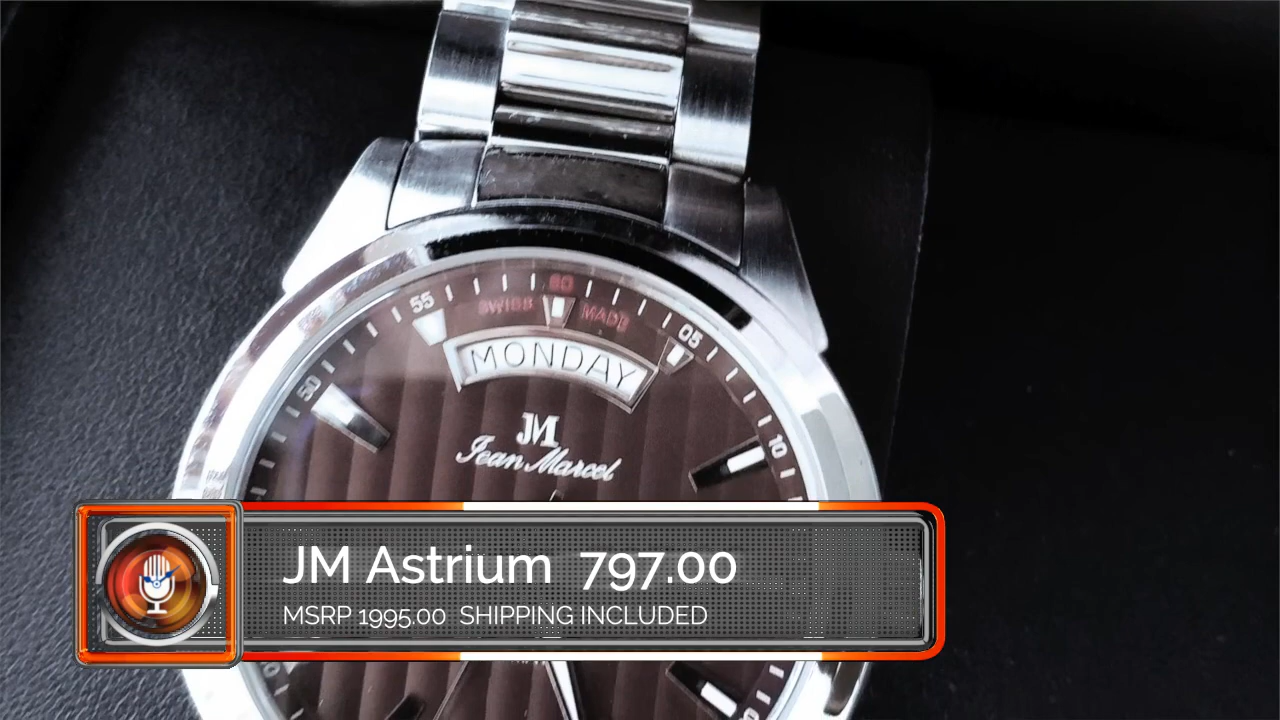 60
55
SWISS MADE
05
MONDAY
50
JM
10
Jean Marcel
JM Astrium 797.00
MSRP 1995.00 SHIPPING INCLUDED